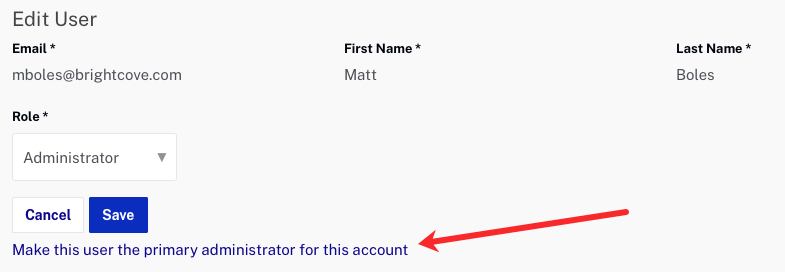 Edit User
Email * First Name * Last Name *
mboles@brightcove.com Matt Boles
Role *
Administrator
Cancel Save
Make this user the primary administrator for this account